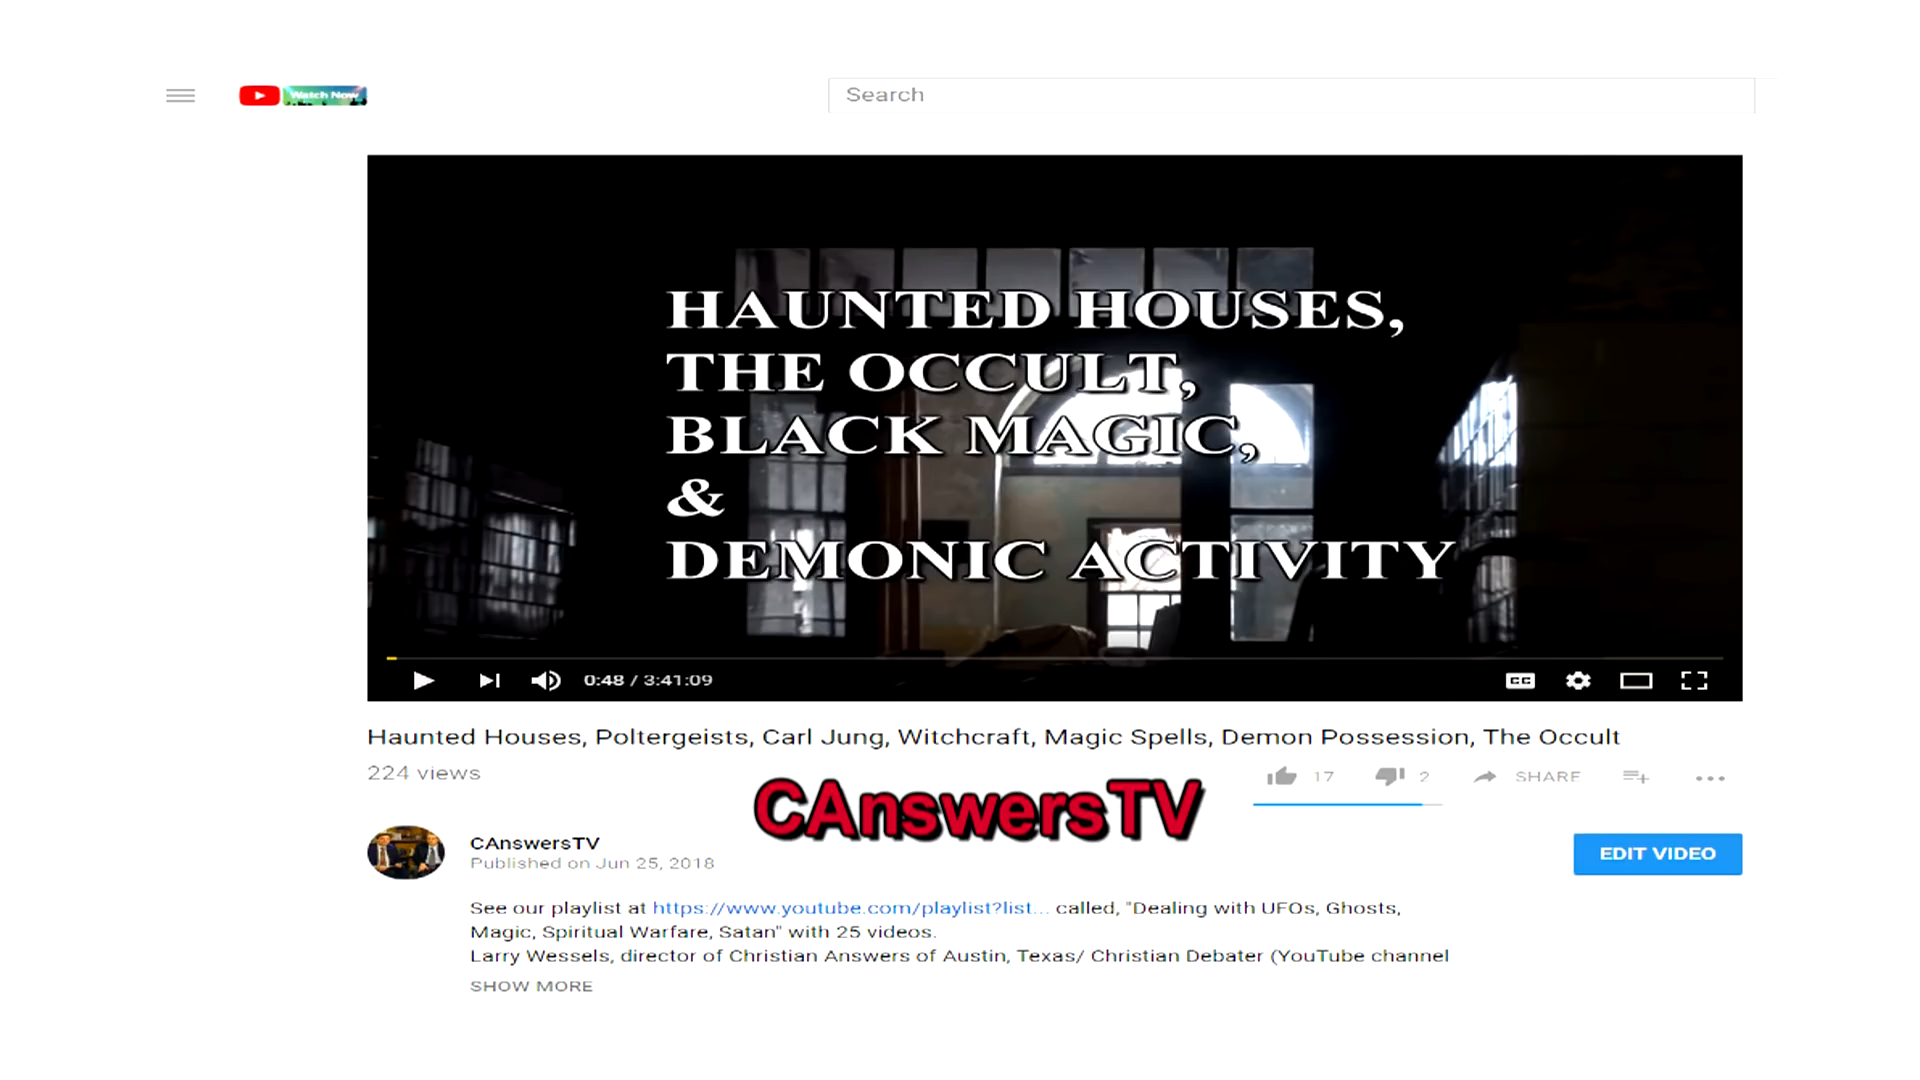 Watch Now
Search
HAUNTED HOUSES,
THE OCCULT,
BLACK MAGIC,
&
DEMONIC ACTIVITY
0:48 / 3:41:09
CC
Haunted Houses, Poltergeists, Carl Jung, Witchcraft, Magic Spells, Demon Possession, The Occult
224 views
17
2
SHARE
CAnswersTV
CAnswersTV
Published on Jun 25, 2018
EDIT VIDEO
See our playlist at https://www.youtube.com/playlist?list... called, "Dealing with UFOs, Ghosts,
Magic, Spiritual Warfare, Satan" with 25 videos.
Larry Wessels, director of Christian Answers of Austin, Texas/ Christian Debater (YouTube channel
SHOW MORE